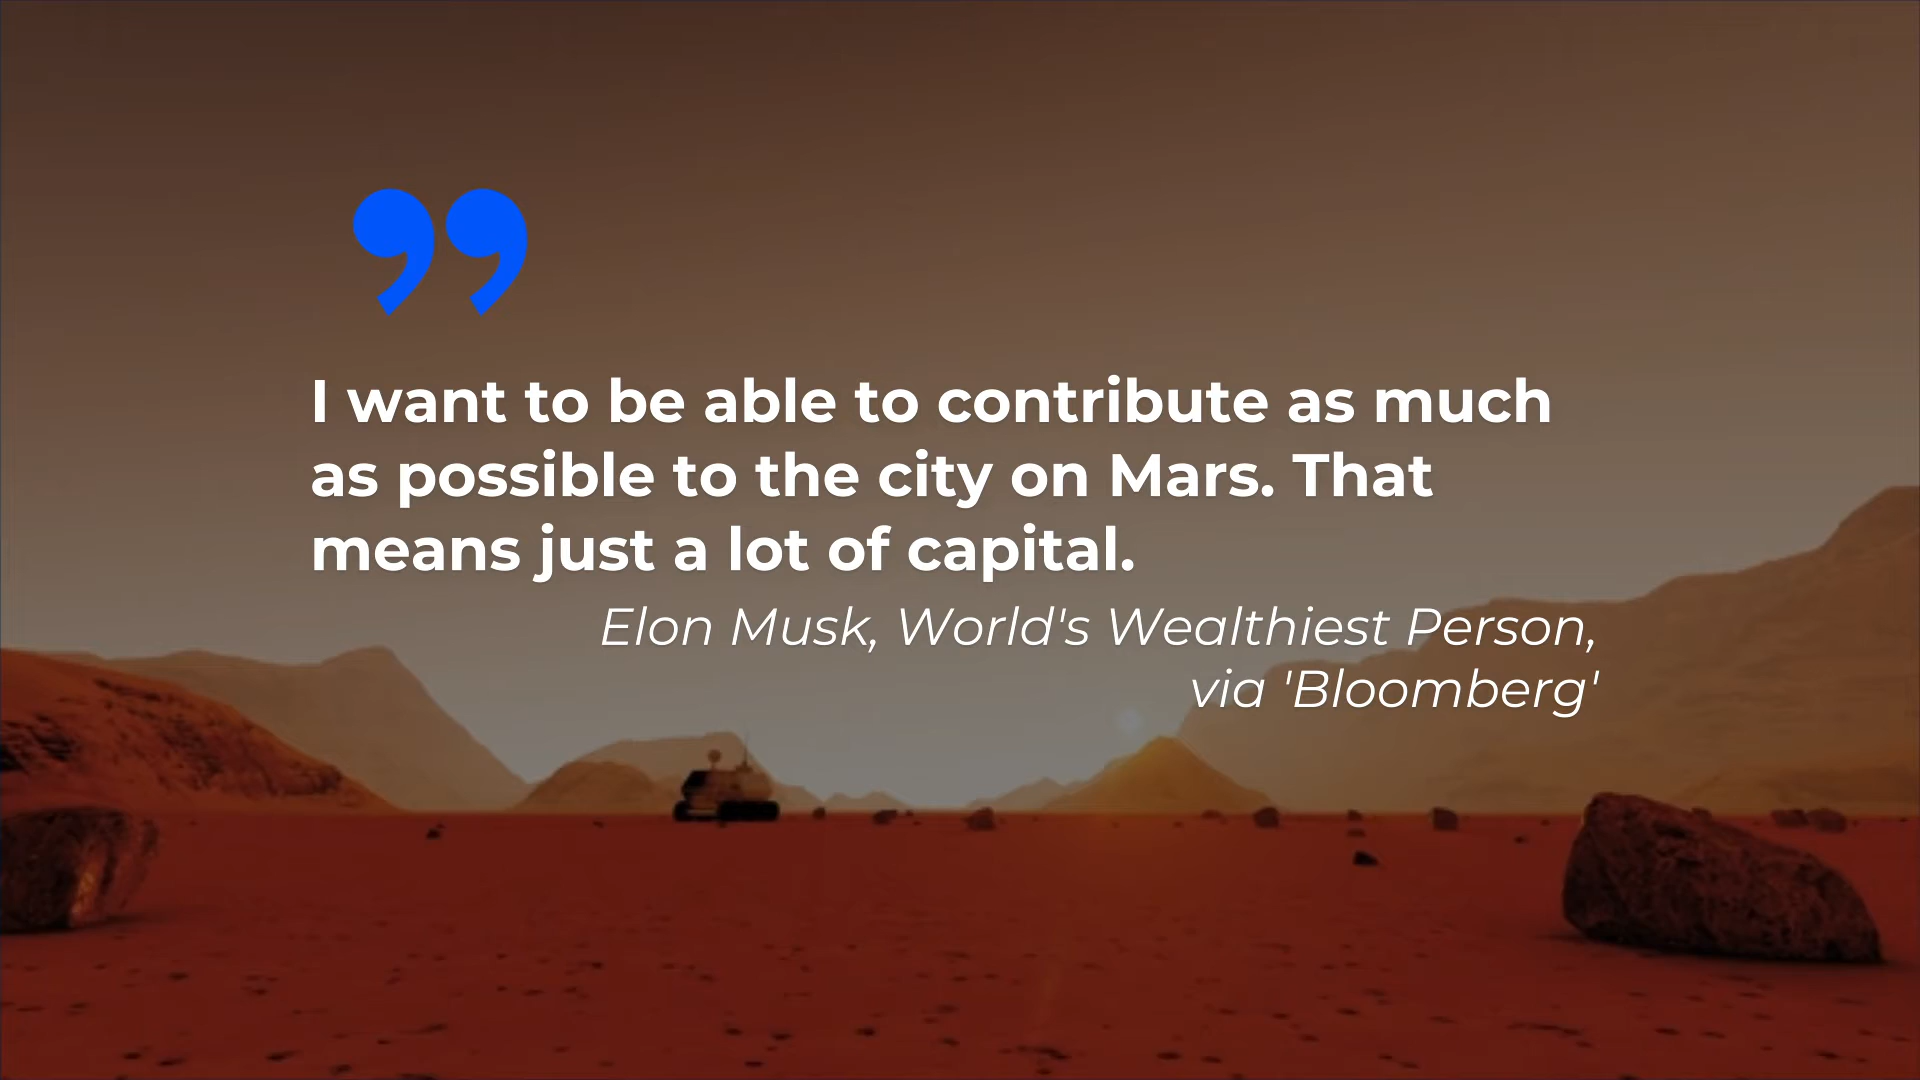 ”
I want to be able to contribute as much
as possible to the city on Mars. That
means just a lot of capital.
Elon Musk, World's Wealthiest Person,
via 'Bloomberg'